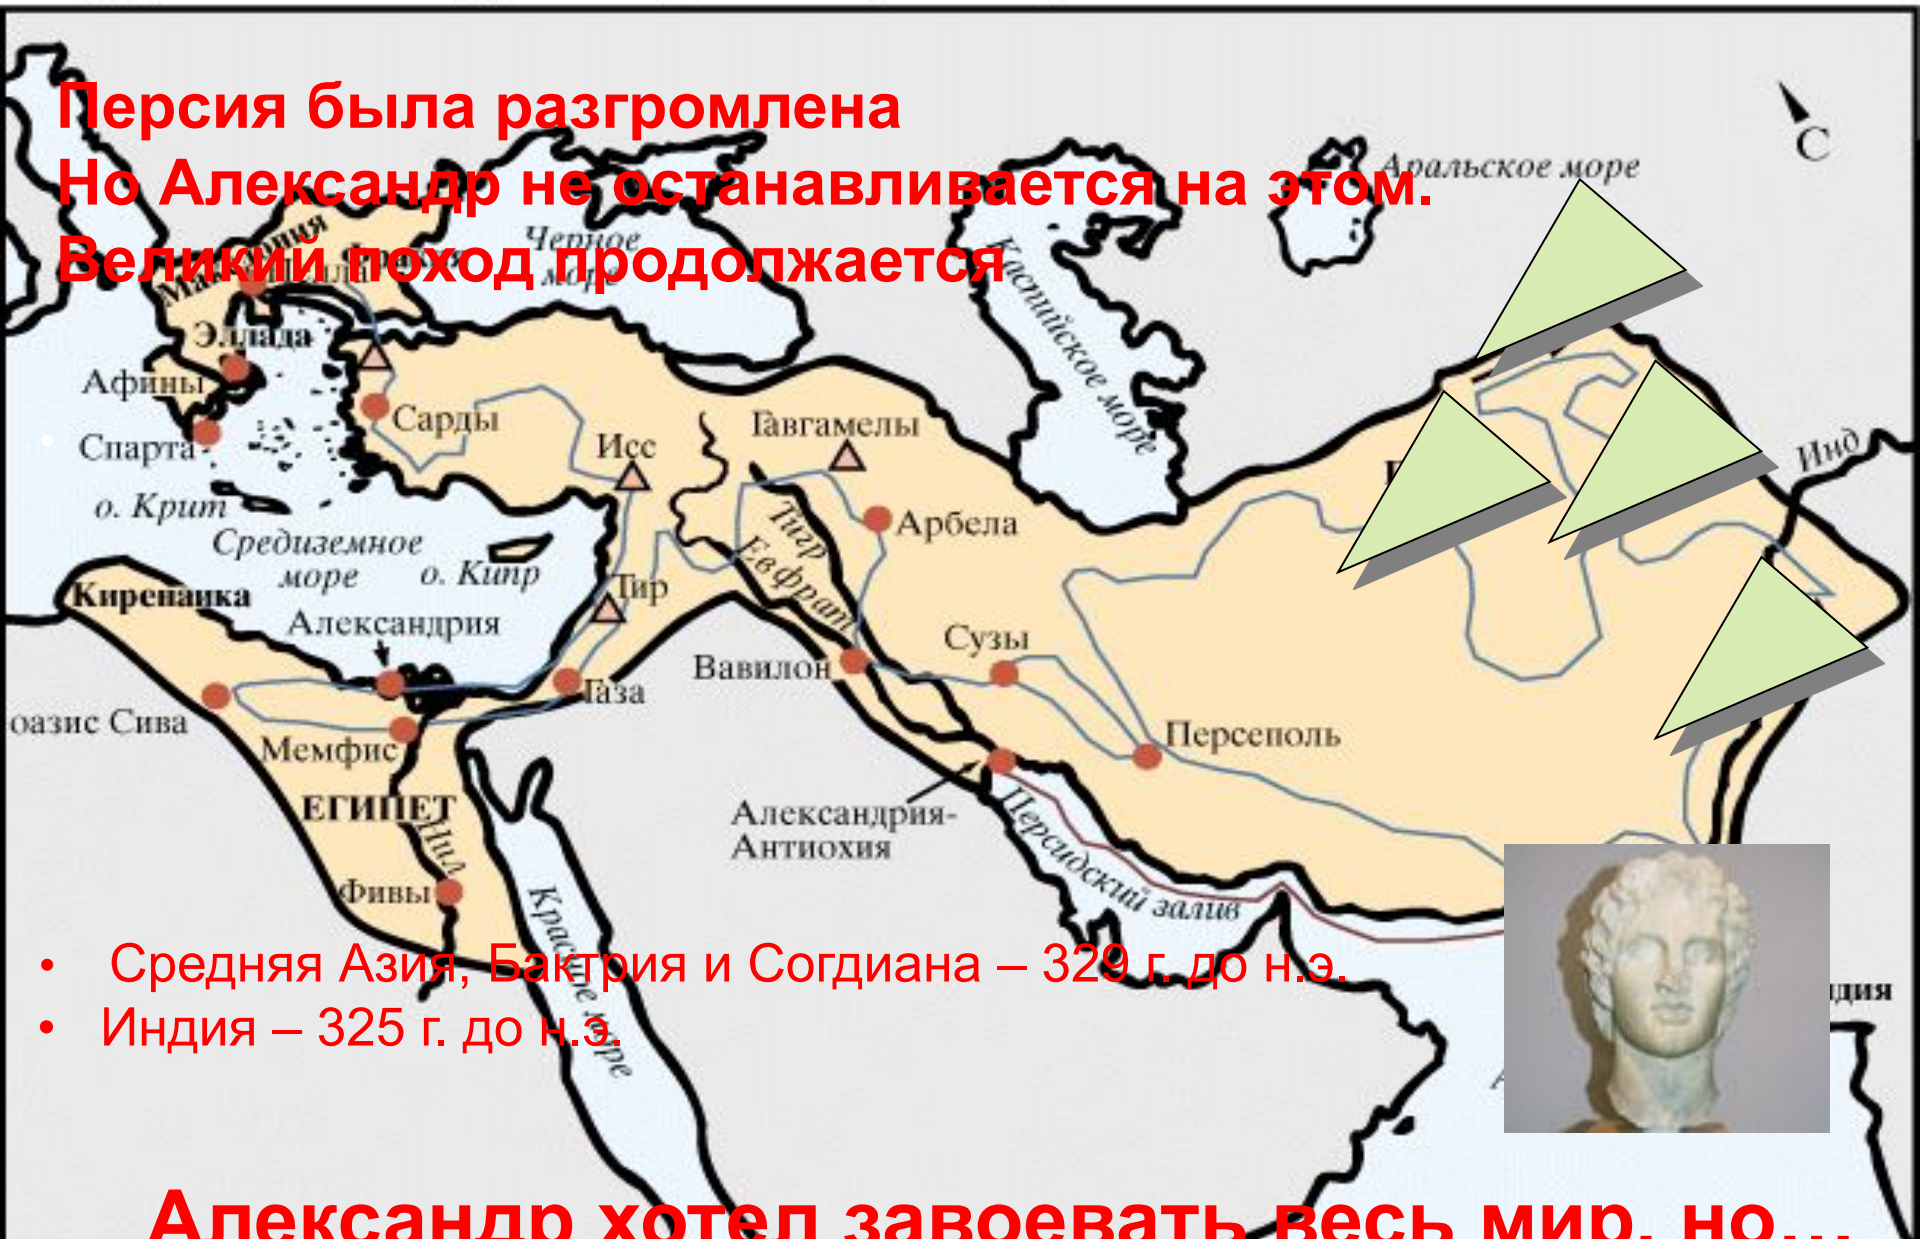 Персия была разгромлена
Но Александр не останавливается на этом.
Великий поход продолжается
С
Аральское море
Черное
море
Каспийское море
Македония
Фракия
Пелла
Эллада
Афины
Спарта
Сарды
Исс
Гавгамелы
Инд
о. Крит
Средиземное
море
о. Кипр
Арбела
Тигр
Евфрат
Тир
Киренаика
Александрия
Сузы
Вавилон
Газа
оазис Сива
Мемфис
Персеполь
ЕГИПЕТ
Нил
Александрия-
Антиохия
Персидский залив
Фивы
Красное море
• Средняя Азия, Бактрия и Согдиана – 329 г. до н.э.
• Индия – 325 г. до н.э.
Александр хотел завоевать весь мир, но…